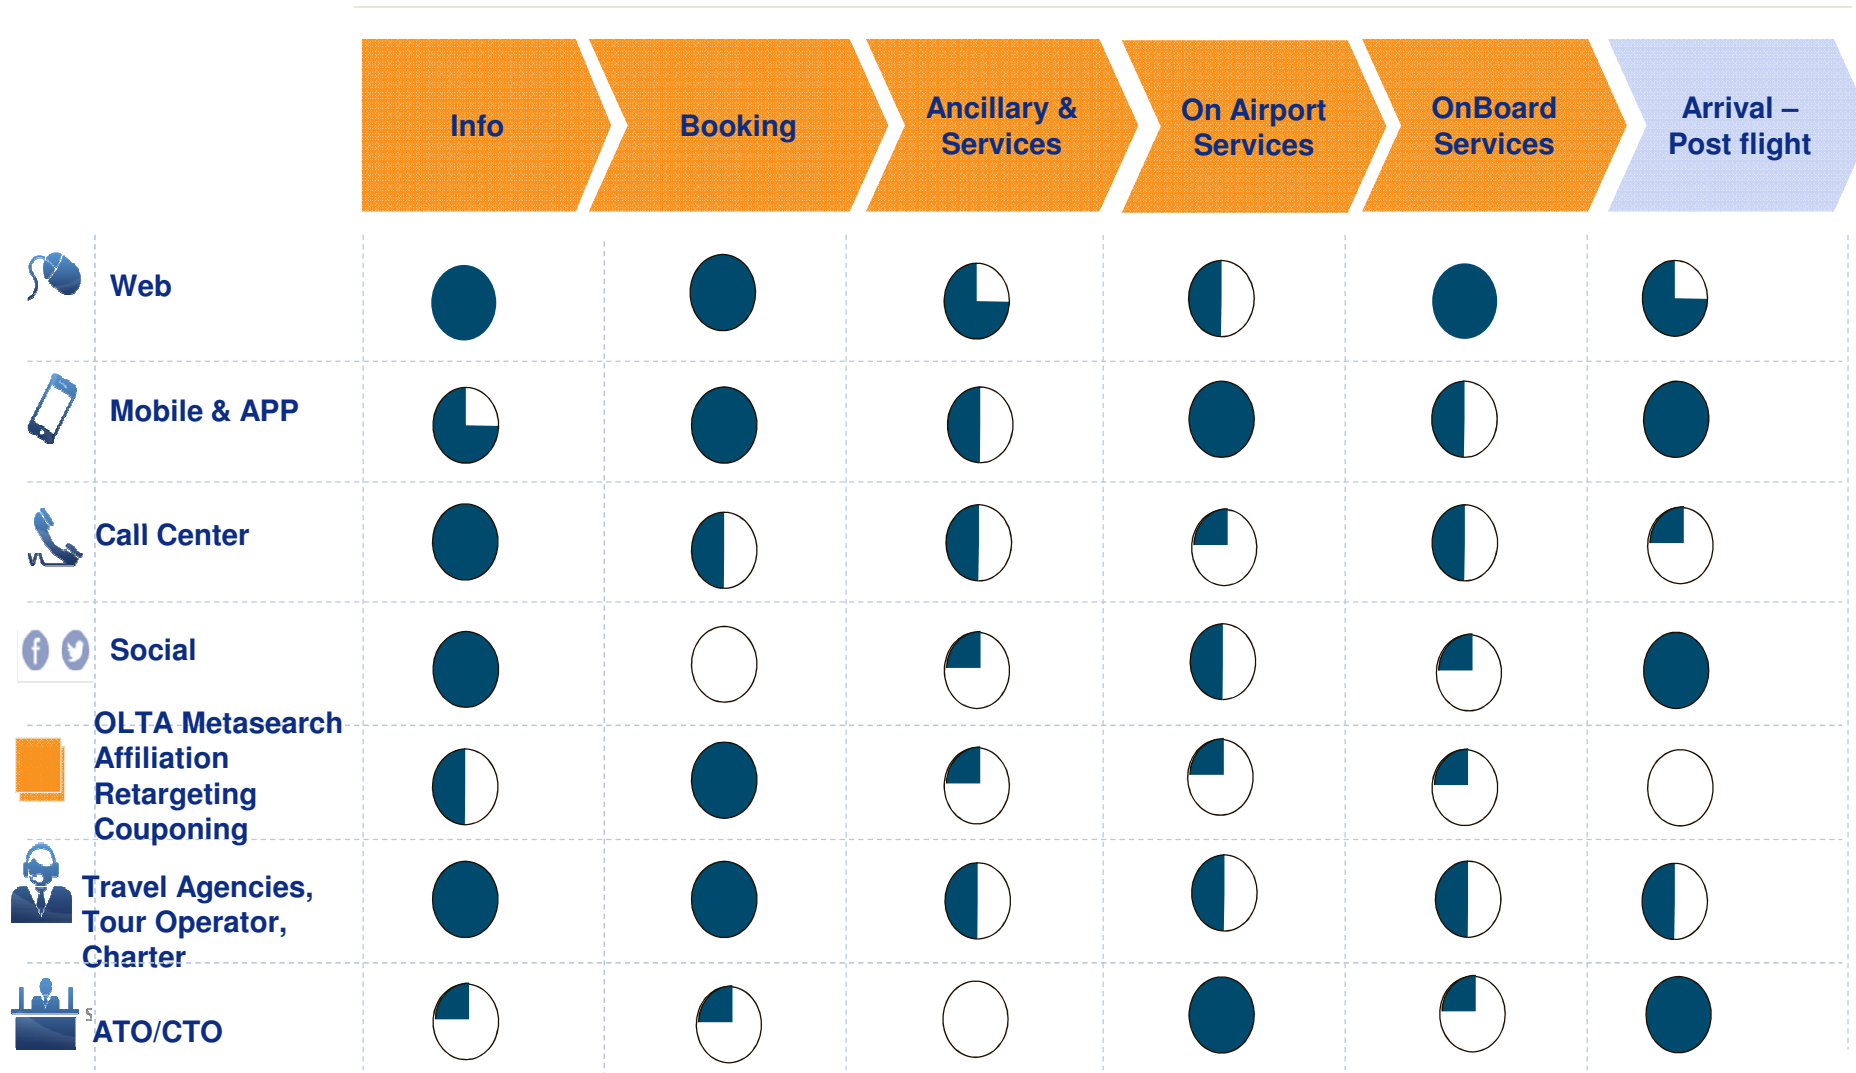 Info
Booking
Ancillary &
Services
On Airport
Services
OnBoard
Services
Arrival –
Post flight
Web
Mobile & APP
Call Center
Social
OLTA Metasearch
Affiliation
Retargeting
Couponing
Travel Agencies,
Tour Operator,
Charter
ATO/CTO